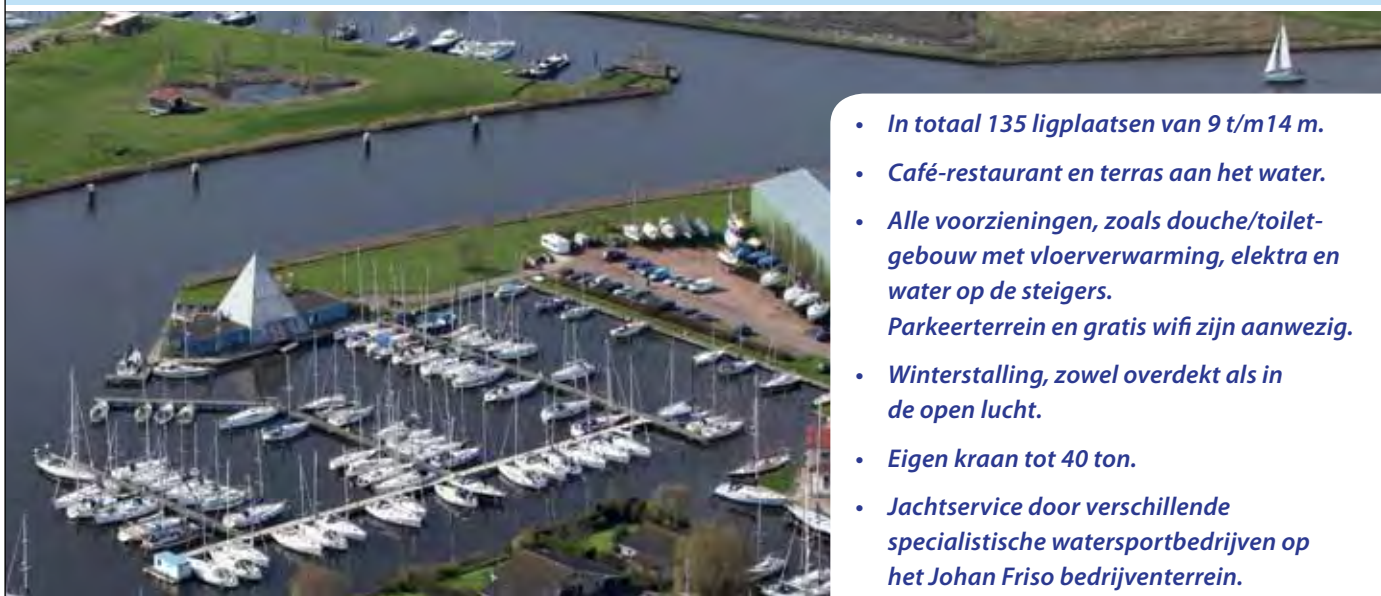 • In totaal 135 ligplaatsen van 9 t/m14 m.
• Café-restaurant en terras aan het water.
• Alle voorzieningen, zoals douche/toilet-
gebouw met vloerverwarming, elektra en
water op de steigers.
Parkeerterrein en gratis wifi zijn aanwezig.
• Winterstalling, zowel overdekt als in
de open lucht.
• Eigen kraan tot 40 ton.
• Jachtservice door verschillende
specialistische watersportbedrijven op
het Johan Friso bedrijventerrein.